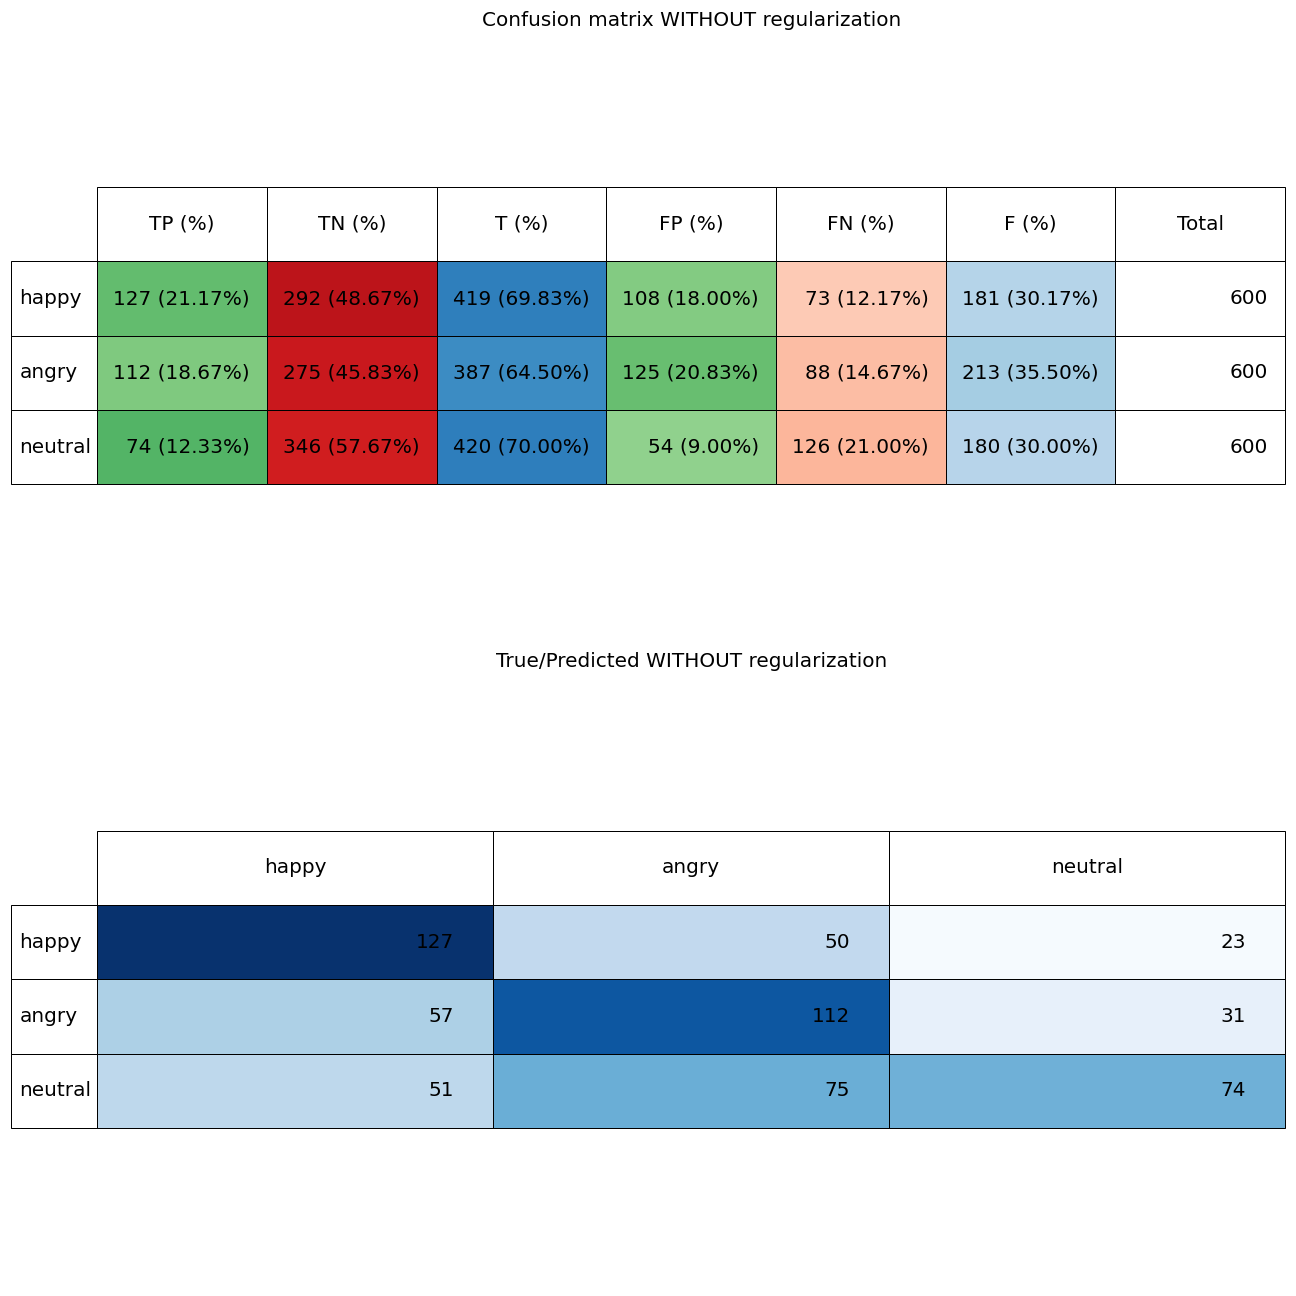 Confusion matrix WITHOUT regularization
TP (%) TN (%) T (%) FP (%) FN (%) F (%) Total
happy 127 (21.17%) 292 (48.67%) 419 (69.83%) 108 (18.00%) 73 (12.17%) 181 (30.17%) 600
angry 112 (18.67%) 275 (45.83%) 387 (64.50%) 125 (20.83%) 88 (14.67%) 213 (35.50%) 600
neutral 74 (12.33%) 346 (57.67%) 420 (70.00%) 54 (9.00%) 126 (21.00%) 180 (30.00%) 600
True/Predicted WITHOUT regularization
happy angry neutral
happy 127 50 23
angry 57 112 31
neutral 51 75 74